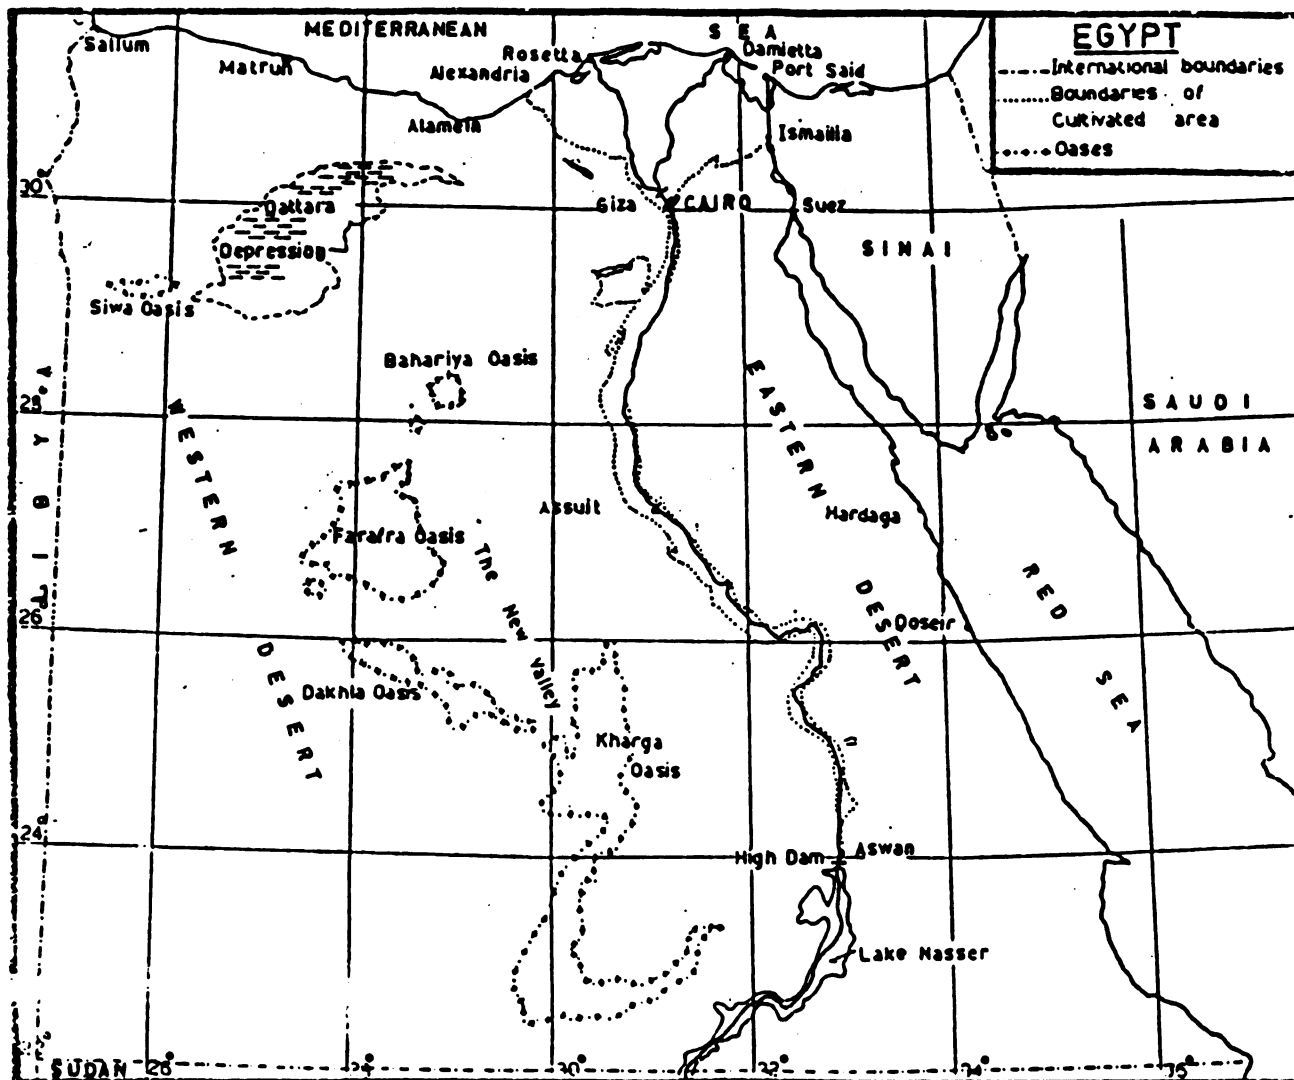 EGYPT
International boundaries
Boundaries of
Cultivated area
Oases
MEDITERRANEAN SEA
Sallum
Matruh
Rosetta
Damietta
Alexandria
Port Said
Alamein
Ismailia
30°
Qattara
Depression
Giza
CAIRO
Suez
SINAI
Siwa Oasis
LIBYA
Bahariya Oasis
28°
SAUDI
ARABIA
WESTERN DESERT
EASTERN DESERT
Assuit
Hardaga
Farafra Oasis
The New Valley
RED SEA
26°
Qoseir
Dakhla Oasis
Kharga
Oasis
24°
High Dam
Aswan
Lake Nasser
SUDAN